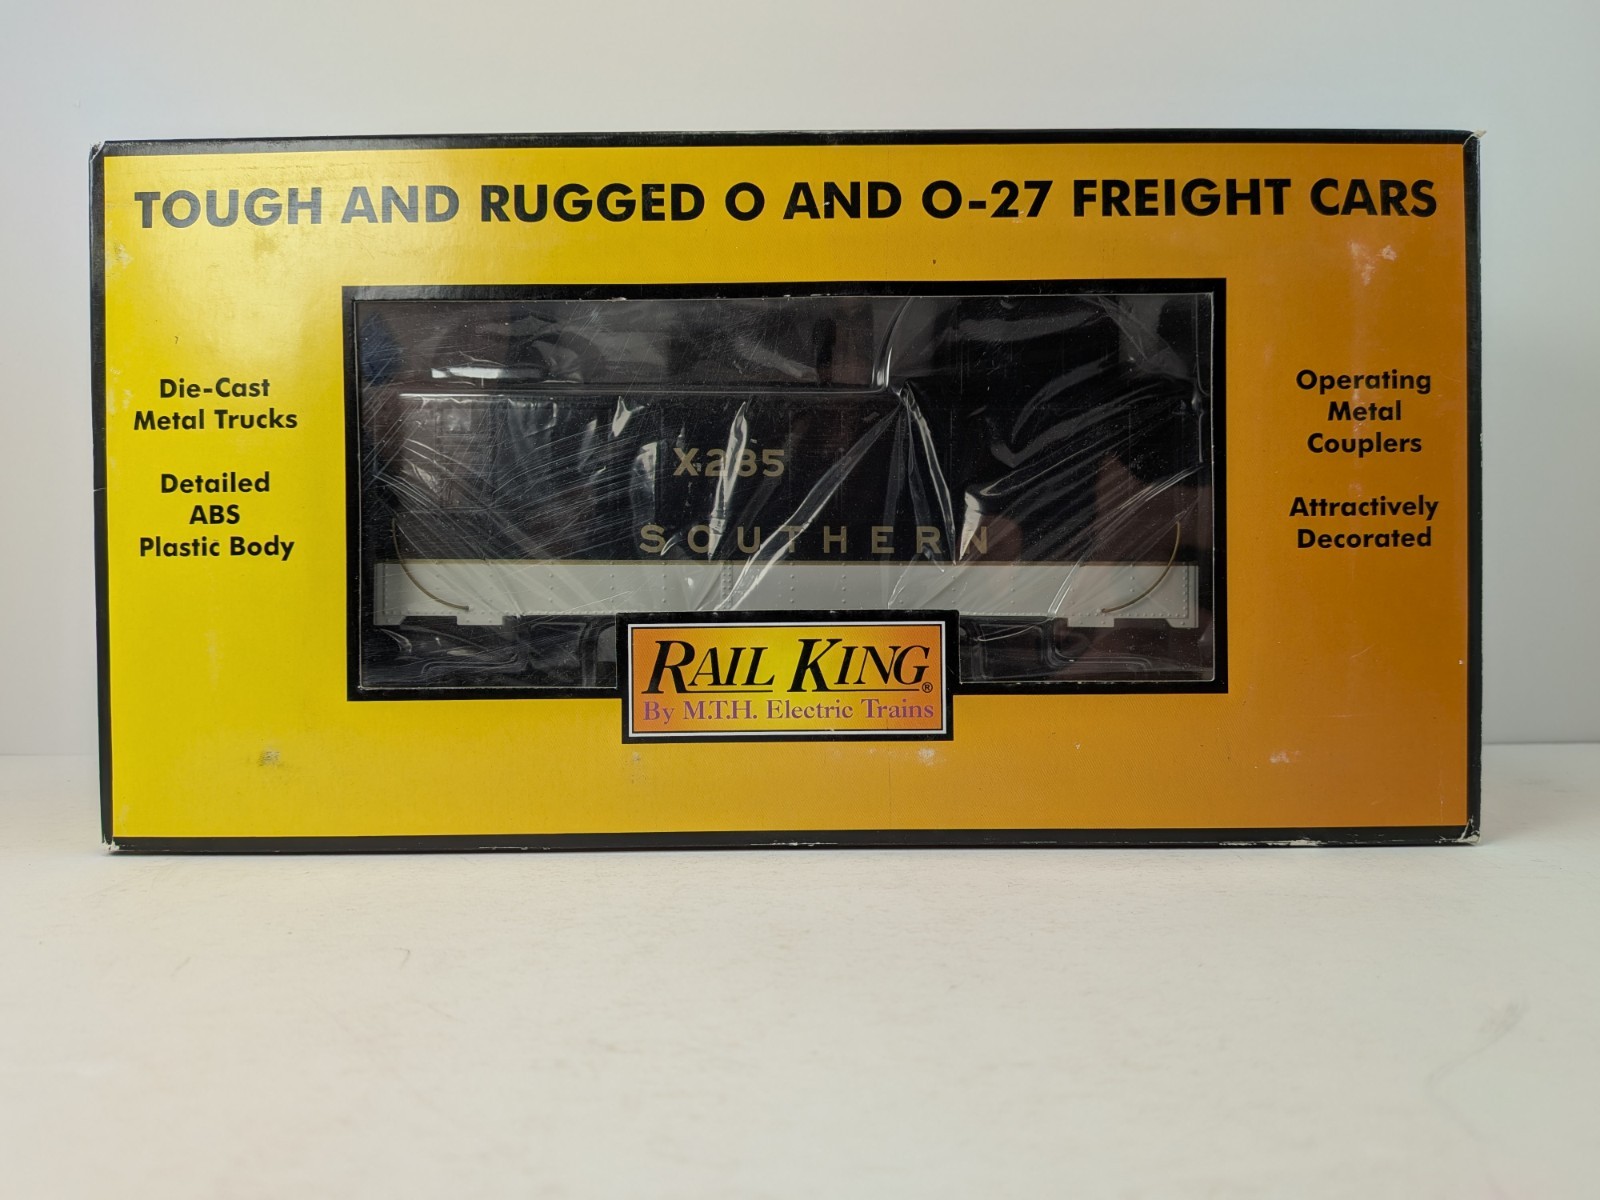 TOUGH AND RUGGED O AND O-27 FREIGHT CARS
Die-Cast
Metal Trucks
Detailed
ABS
Plastic Body
X285
SOUTHERN
Operating
Metal
Couplers
Attractively
Decorated
RAIL KING®
By M.T.H. Electric Trains